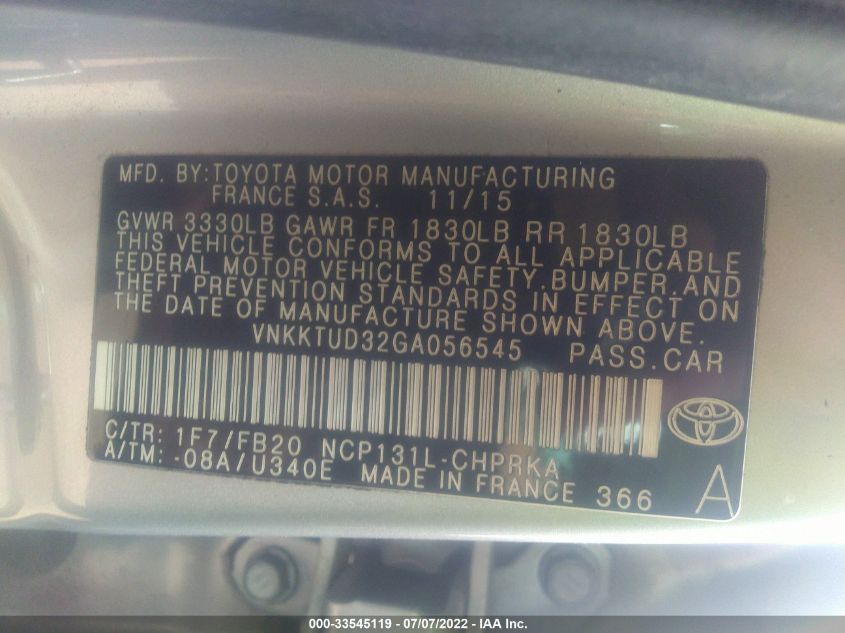 MFD. BY:TOYOTA MOTOR MANUFACTURING
FRANCE S.A.S. 11/15
GVWR 3330LB GAWR FR 1830LB RR 1830LB
THIS VEHICLE CONFORMS TO ALL APPLICABLE
FEDERAL MOTOR VEHICLE SAFETY,BUMPER,AND
THEFT PREVENTION STANDARDS IN EFFECT ON
THE DATE OF MANUFACTURE SHOWN ABOVE.
VNKKTUD32GA056545 PASS.CAR
C/TR: 1F7/FB20 NCP131L-CHPRKA
A/TM: -08A/U340E MADE IN FRANCE 366 A
000-33545119 - 07/07/2022 - IAA Inc.